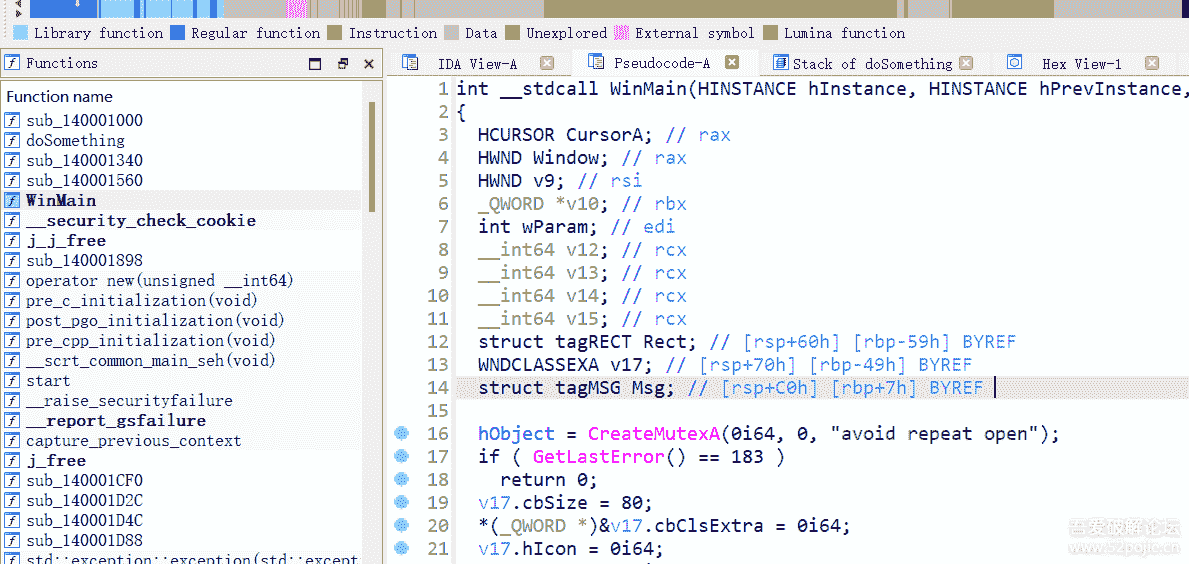 Library function Regular function Instruction Data Unexplored External symbol Lumina function
Functions
IDA View-A Pseudocode-A Stack of doSomething Hex View-1
Function name
sub_140001000
doSomething
sub_140001340
sub_140001560
WinMain
__security_check_cookie
j_j_free
sub_140001898
operator new(unsigned __int64)
pre_c_initialization(void)
post_pgo_initialization(void)
pre_cpp_initialization(void)
__scrt_common_main_seh(void)
start
__raise_securityfailure
__report_gsfailure
capture_previous_context
j_free
sub_140001CF0
sub_140001D2C
sub_140001D4C
sub_140001D88
std::exception::exception(std::except
1 int __stdcall WinMain(HINSTANCE hInstance, HINSTANCE hPrevInstance,
2 {
3 HCURSOR CursorA; // rax
4 HWND Window; // rax
5 HWND v9; // rsi
6 _QWORD *v10; // rbx
7 int wParam; // edi
8 __int64 v12; // rcx
9 __int64 v13; // rcx
10 __int64 v14; // rcx
11 __int64 v15; // rcx
12 struct tagRECT Rect; // [rsp+60h] [rbp-59h] BYREF
13 WNDCLASSEXA v17; // [rsp+70h] [rbp-49h] BYREF
14 struct tagMSG Msg; // [rsp+C0h] [rbp+7h] BYREF
15
16 hObject = CreateMutexA(0i64, 0, "avoid repeat open");
17 if ( GetLastError() == 183 )
18 return 0;
19 v17.cbSize = 80;
20 *(_QWORD *)&v17.cbClsExtra = 0i64;
21 v17.hIcon = 0i64;
吾爱破解论坛
www.52pojie.cn